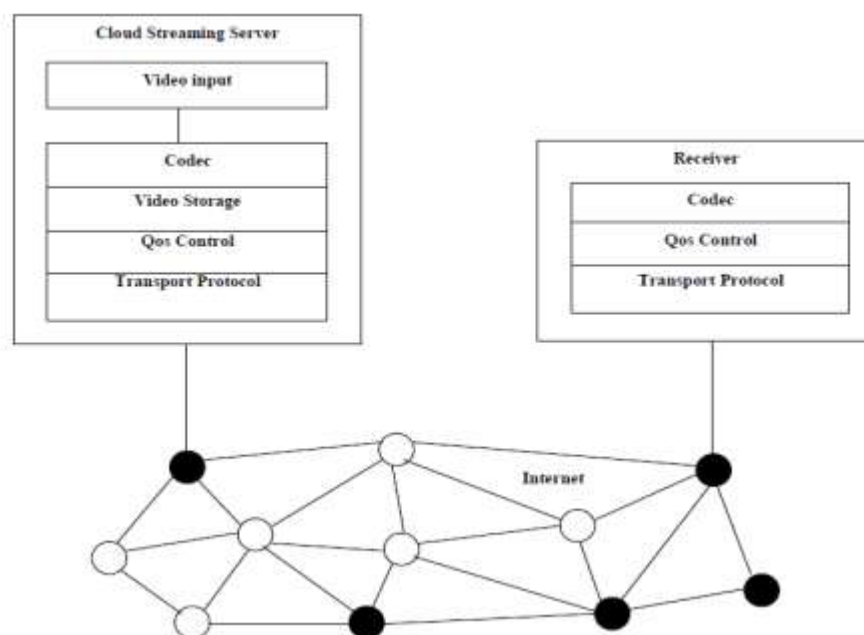 Cloud Streaming Server
Video input
Codec
Video Storage
Qos Control
Transport Protocol
Receiver
Codec
Qos Control
Transport Protocol
Internet